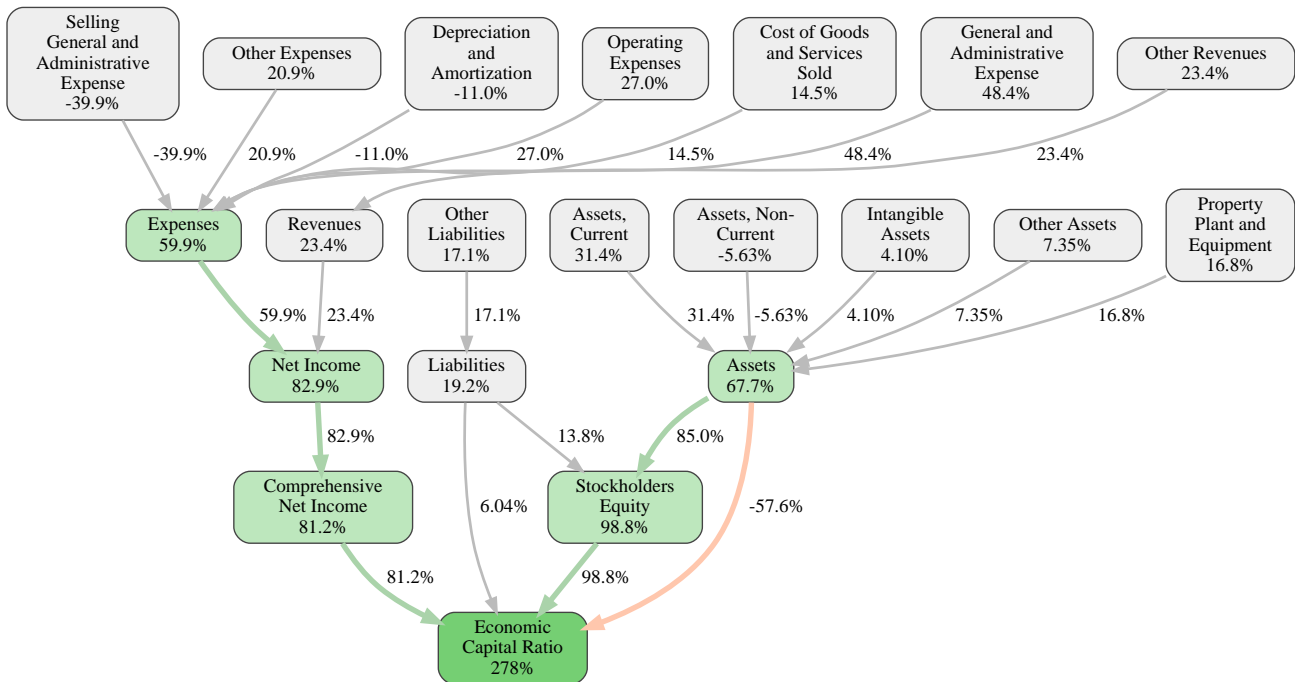 Selling
General and
Administrative
Expense
-39.9%
Other Expenses
20.9%
Depreciation
and
Amortization
-11.0%
Operating
Expenses
27.0%
Cost of Goods
and Services
Sold
14.5%
General and
Administrative
Expense
48.4%
Other Revenues
23.4%
-39.9%
20.9%
-11.0%
27.0%
14.5%
48.4%
23.4%
Expenses
59.9%
Revenues
23.4%
Other
Liabilities
17.1%
Assets,
Current
31.4%
Assets, Non-
Current
-5.63%
Intangible
Assets
4.10%
Other Assets
7.35%
Property
Plant and
Equipment
16.8%
59.9%
23.4%
17.1%
31.4%
-5.63%
4.10%
7.35%
16.8%
Net Income
82.9%
Liabilities
19.2%
Assets
67.7%
82.9%
13.8%
85.0%
Comprehensive
Net Income
81.2%
6.04%
Stockholders
Equity
98.8%
-57.6%
81.2%
98.8%
Economic
Capital Ratio
278%